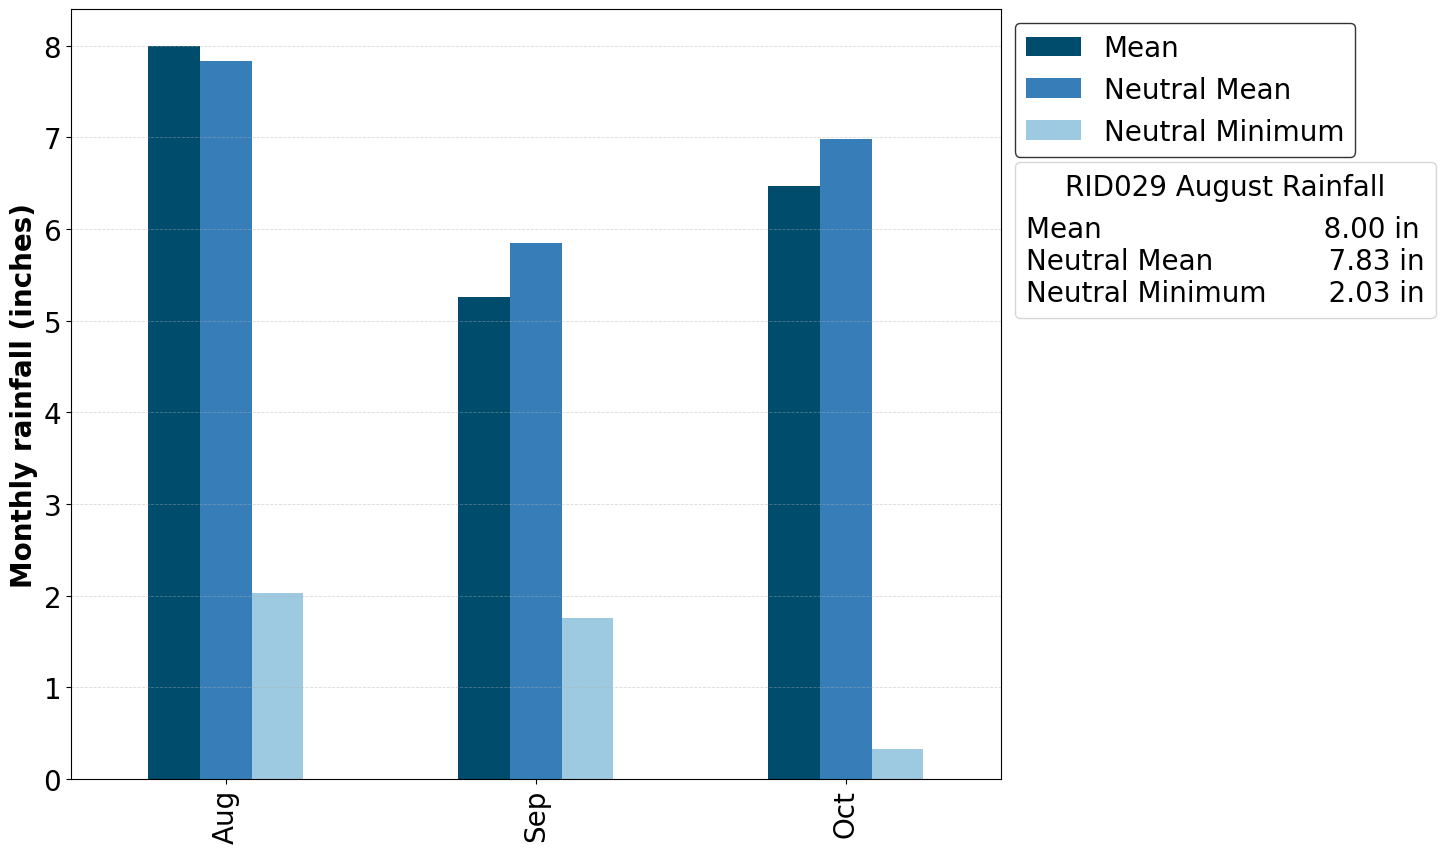 Monthly rainfall (inches)
8
7
6
5
4
3
2
1
0
Aug
Sep
Oct
Mean
Neutral Mean
Neutral Minimum
RID029 August Rainfall
Mean 8.00 in
Neutral Mean 7.83 in
Neutral Minimum 2.03 in